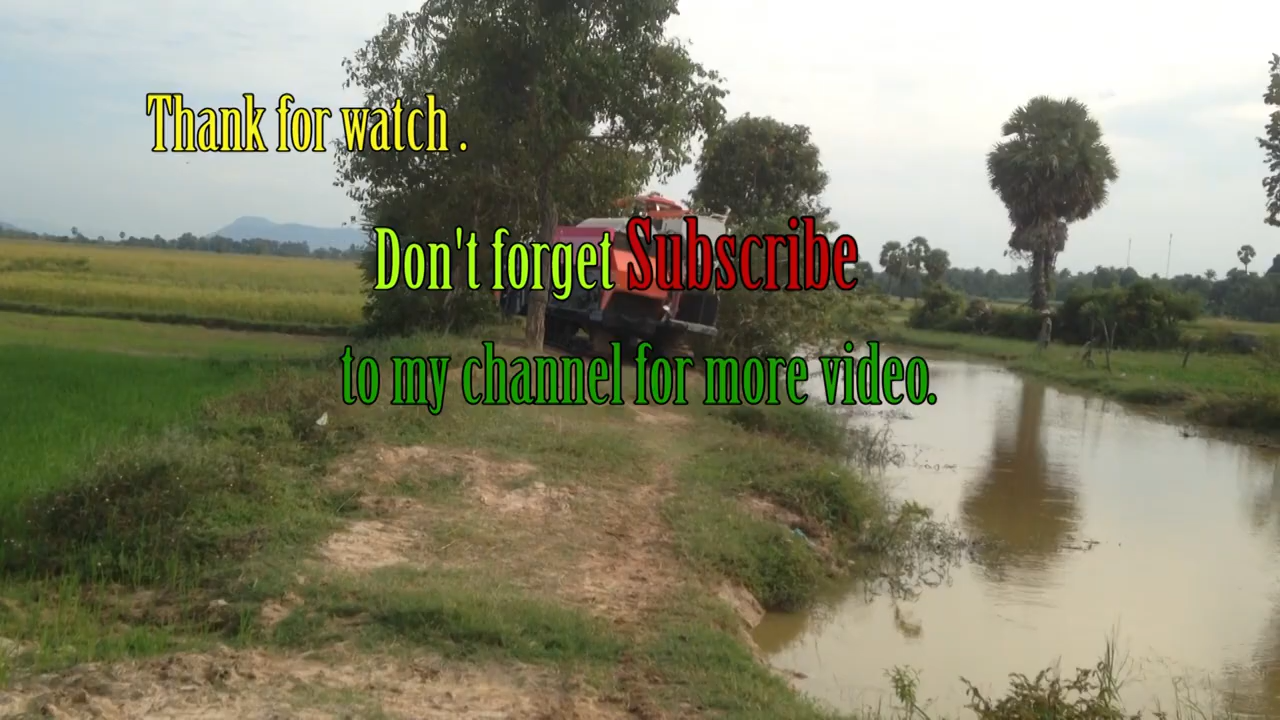 Thank for watch .
Don't forget Subscribe
to my channel for more video.